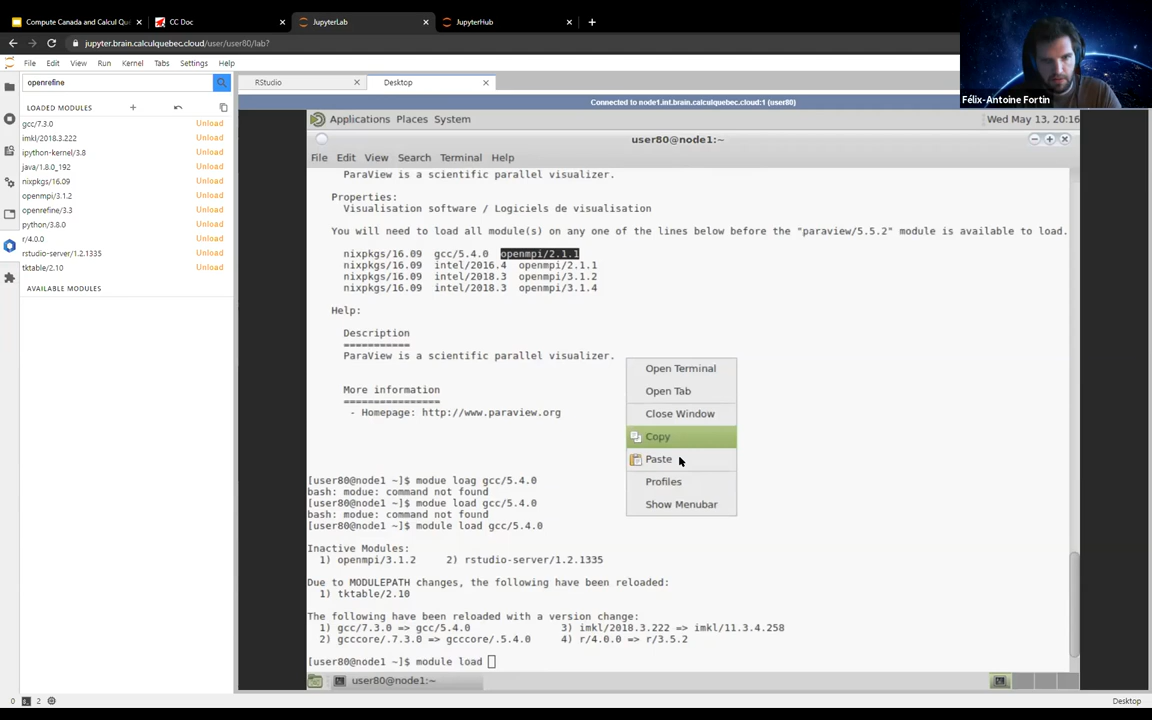 Compute Canada and Calcul Qu
CC Doc
JupyterLab
JupyterHub
jupyter.brain.calculquebec.cloud/user/user80/lab?
File Edit View Run Kernel Tabs Settings Help
openrefine
RStudio
Desktop
Félix-Antoine Fortin
Connected to node1.int.brain.calculquebec.cloud:1 (user80)
LOADED MODULES
gcc/7.3.0 Unload
imkl/2018.3.222 Unload
ipython-kernel/3.8 Unload
java/1.8.0_192 Unload
nixpkgs/16.09 Unload
openmpi/3.1.2 Unload
openrefine/3.3 Unload
python/3.8.0 Unload
r/4.0.0 Unload
rstudio-server/1.2.1335 Unload
tktable/2.10 Unload
AVAILABLE MODULES
Applications Places System
Wed May 13, 20:16
user80@node1:~
File Edit View Search Terminal Help
ParaView is a scientific parallel visualizer.
Properties:
Visualisation software / Logiciels de visualisation
You will need to load all module(s) on any one of the lines below before the "paraview/5.5.2" module is available to load.
nixpkgs/16.09 gcc/5.4.0 openmpi/2.1.1
nixpkgs/16.09 intel/2016.4 openmpi/2.1.1
nixpkgs/16.09 intel/2018.3 openmpi/3.1.2
nixpkgs/16.09 intel/2018.3 openmpi/3.1.4
Help:
Description
===========
ParaView is a scientific parallel visualizer.
More information
================
- Homepage: http://www.paraview.org
Open Terminal
Open Tab
Close Window
Copy
Paste
Profiles
Show Menubar
[user80@node1 ~]$ modue loag gcc/5.4.0
bash: modue: command not found
[user80@node1 ~]$ modue load gcc/5.4.0
bash: modue: command not found
[user80@node1 ~]$ module load gcc/5.4.0
Inactive Modules:
1) openmpi/3.1.2 2) rstudio-server/1.2.1335
Due to MODULEPATH changes, the following have been reloaded:
1) tktable/2.10
The following have been reloaded with a version change:
1) gcc/7.3.0 => gcc/5.4.0 3) imkl/2018.3.222 => imkl/11.3.4.258
2) gcccore/.7.3.0 => gcccore/.5.4.0 4) r/4.0.0 => r/3.5.2
[user80@node1 ~]$ module load
user80@node1:~
0 2
Desktop